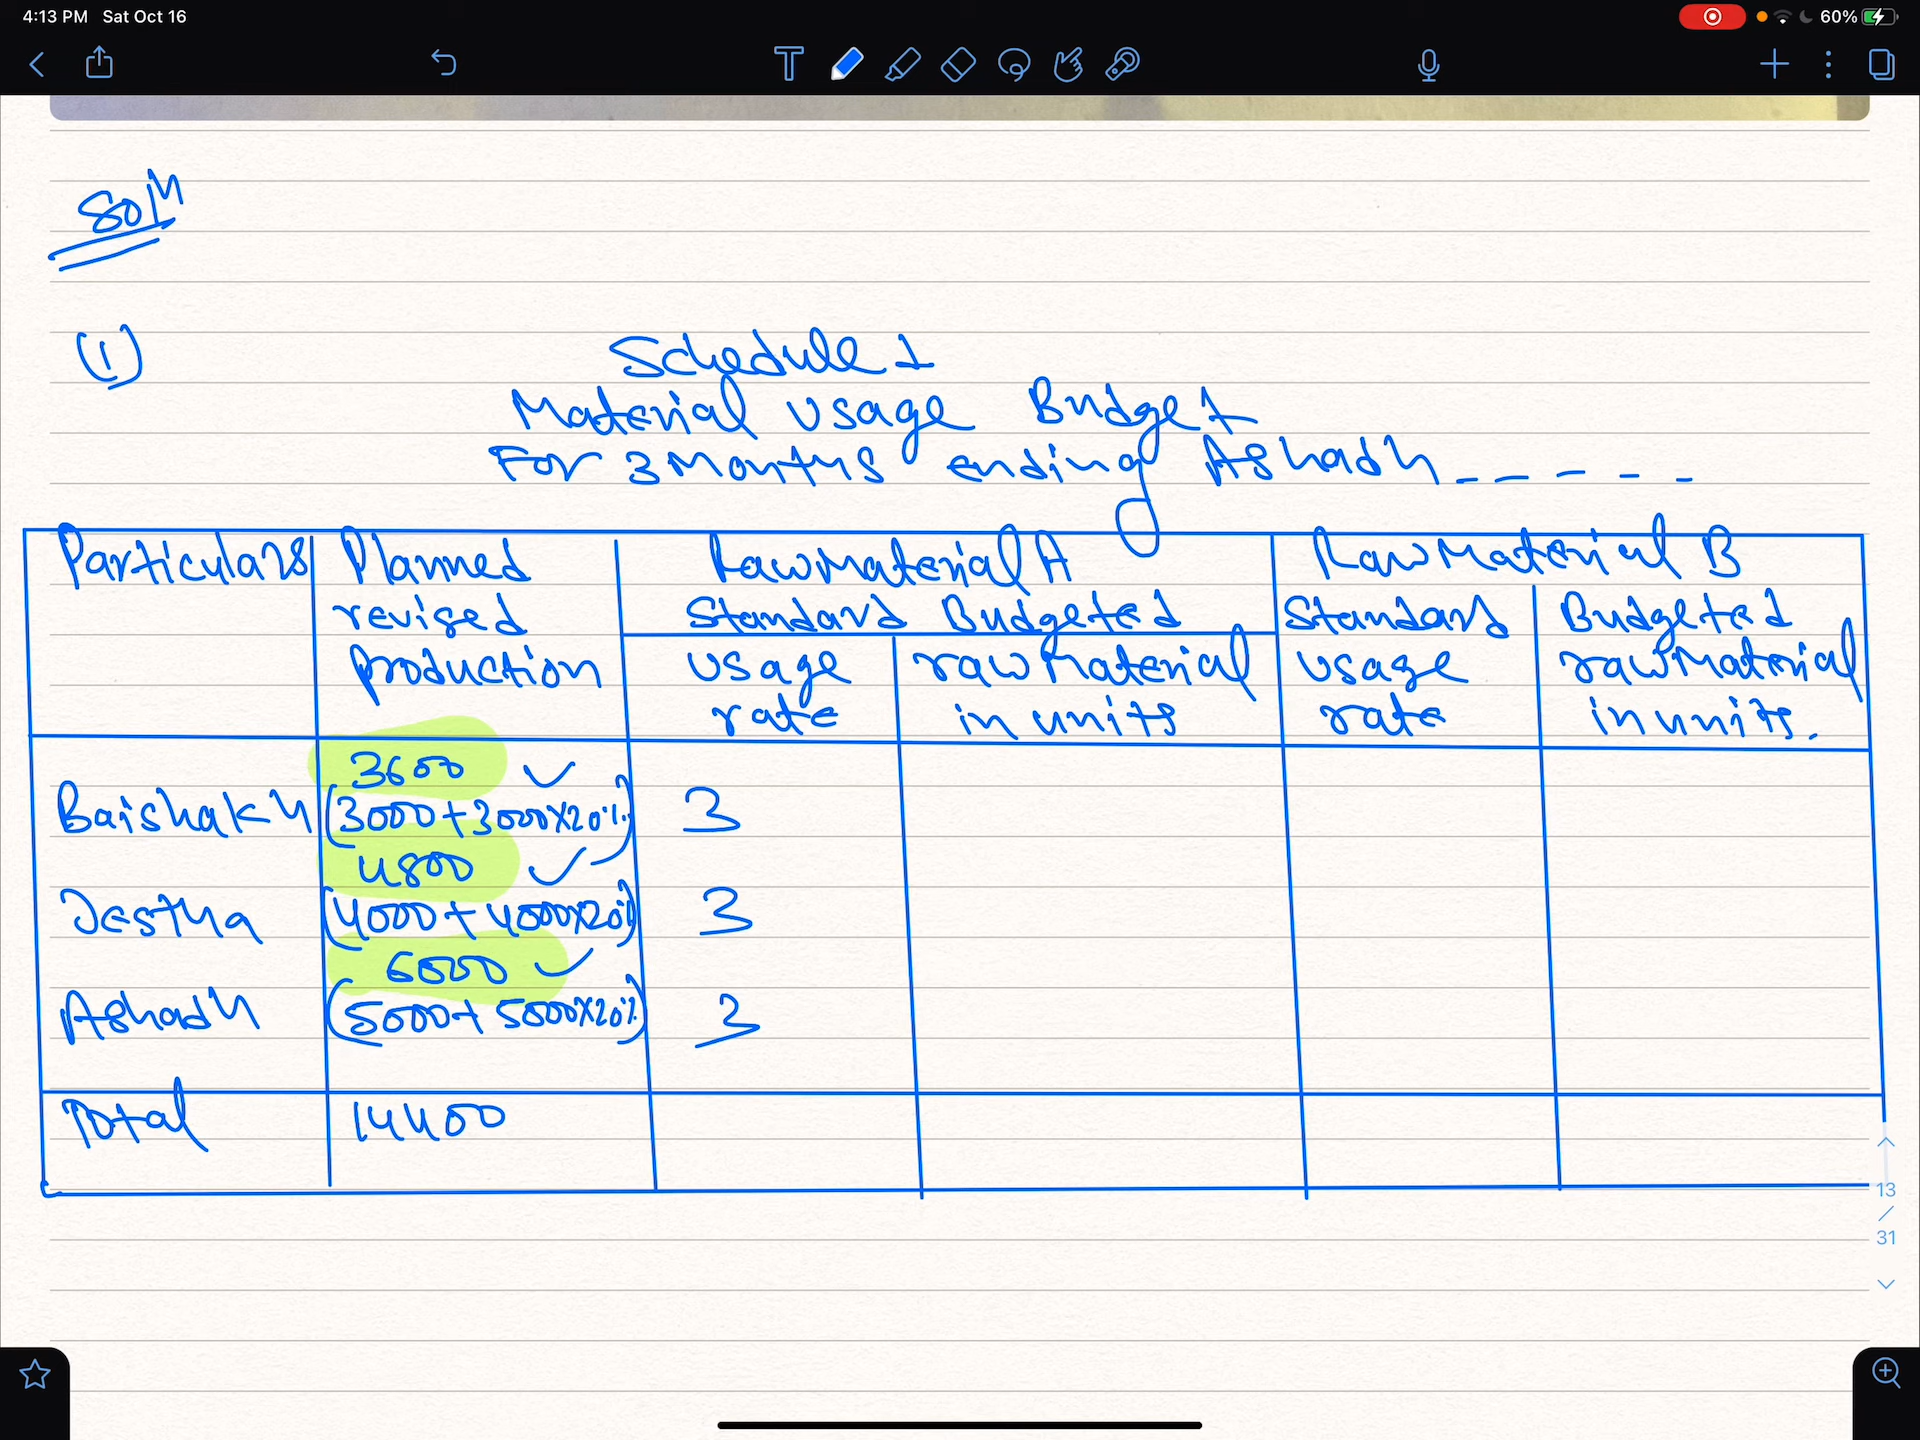 4:13 PM Sat Oct 16
60%
Soln
(1)
Schedule 1
Material Usage Budget
For 3 Months ending Ashadh _ _ _ _ _
Particulars Planned revised production Raw Material A Raw Material B
Standard usage rate Budgeted raw Material in units Standard usage rate Budgeted raw Material in units.
3600 ✓
Baishakh (3000+3000×20%) 3
4800 ✓
Jestha (4000+4000×20%) 3
6000 ✓
Ashadh (5000+5000×20%) 3
Total 14400
13
/
31